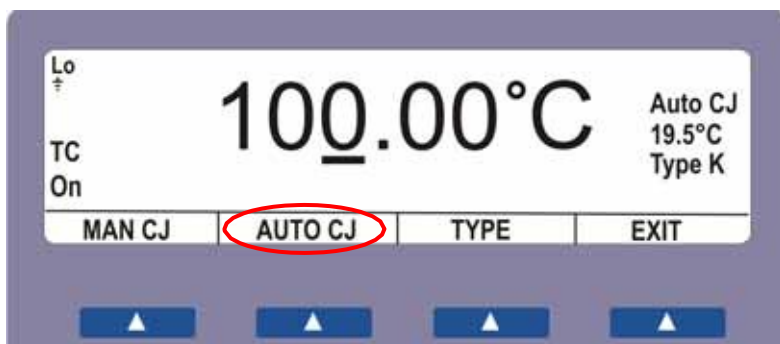 Lo
100.00°C
Auto CJ
19.5°C
Type K
TC
On
MAN CJ AUTO CJ TYPE EXIT